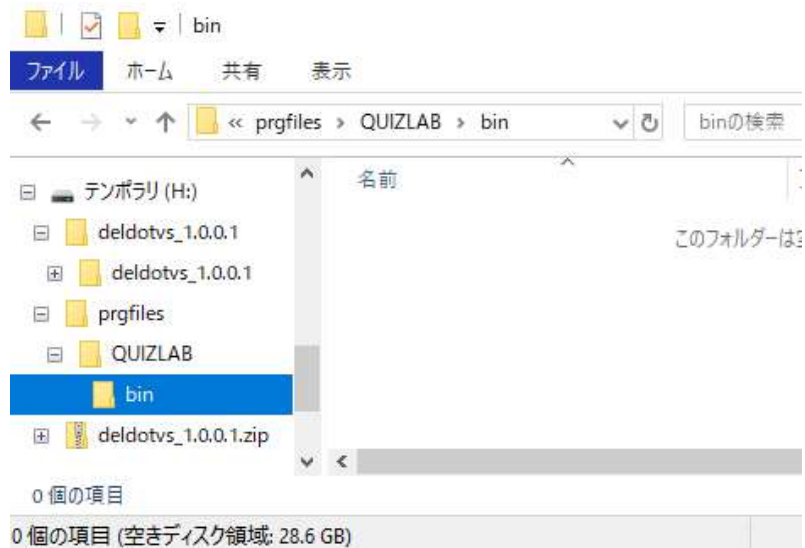 bin
ファイル ホーム 共有 表示
« prgfiles › QUIZLAB › bin binの検索
テンポラリ (H:) 名前
deldotvs_1.0.0.1
このフォルダーは空
deldotvs_1.0.0.1
prgfiles
QUIZLAB
bin
deldotvs_1.0.0.1.zip
0 個の項目
0 個の項目 (空きディスク領域: 28.6 GB)